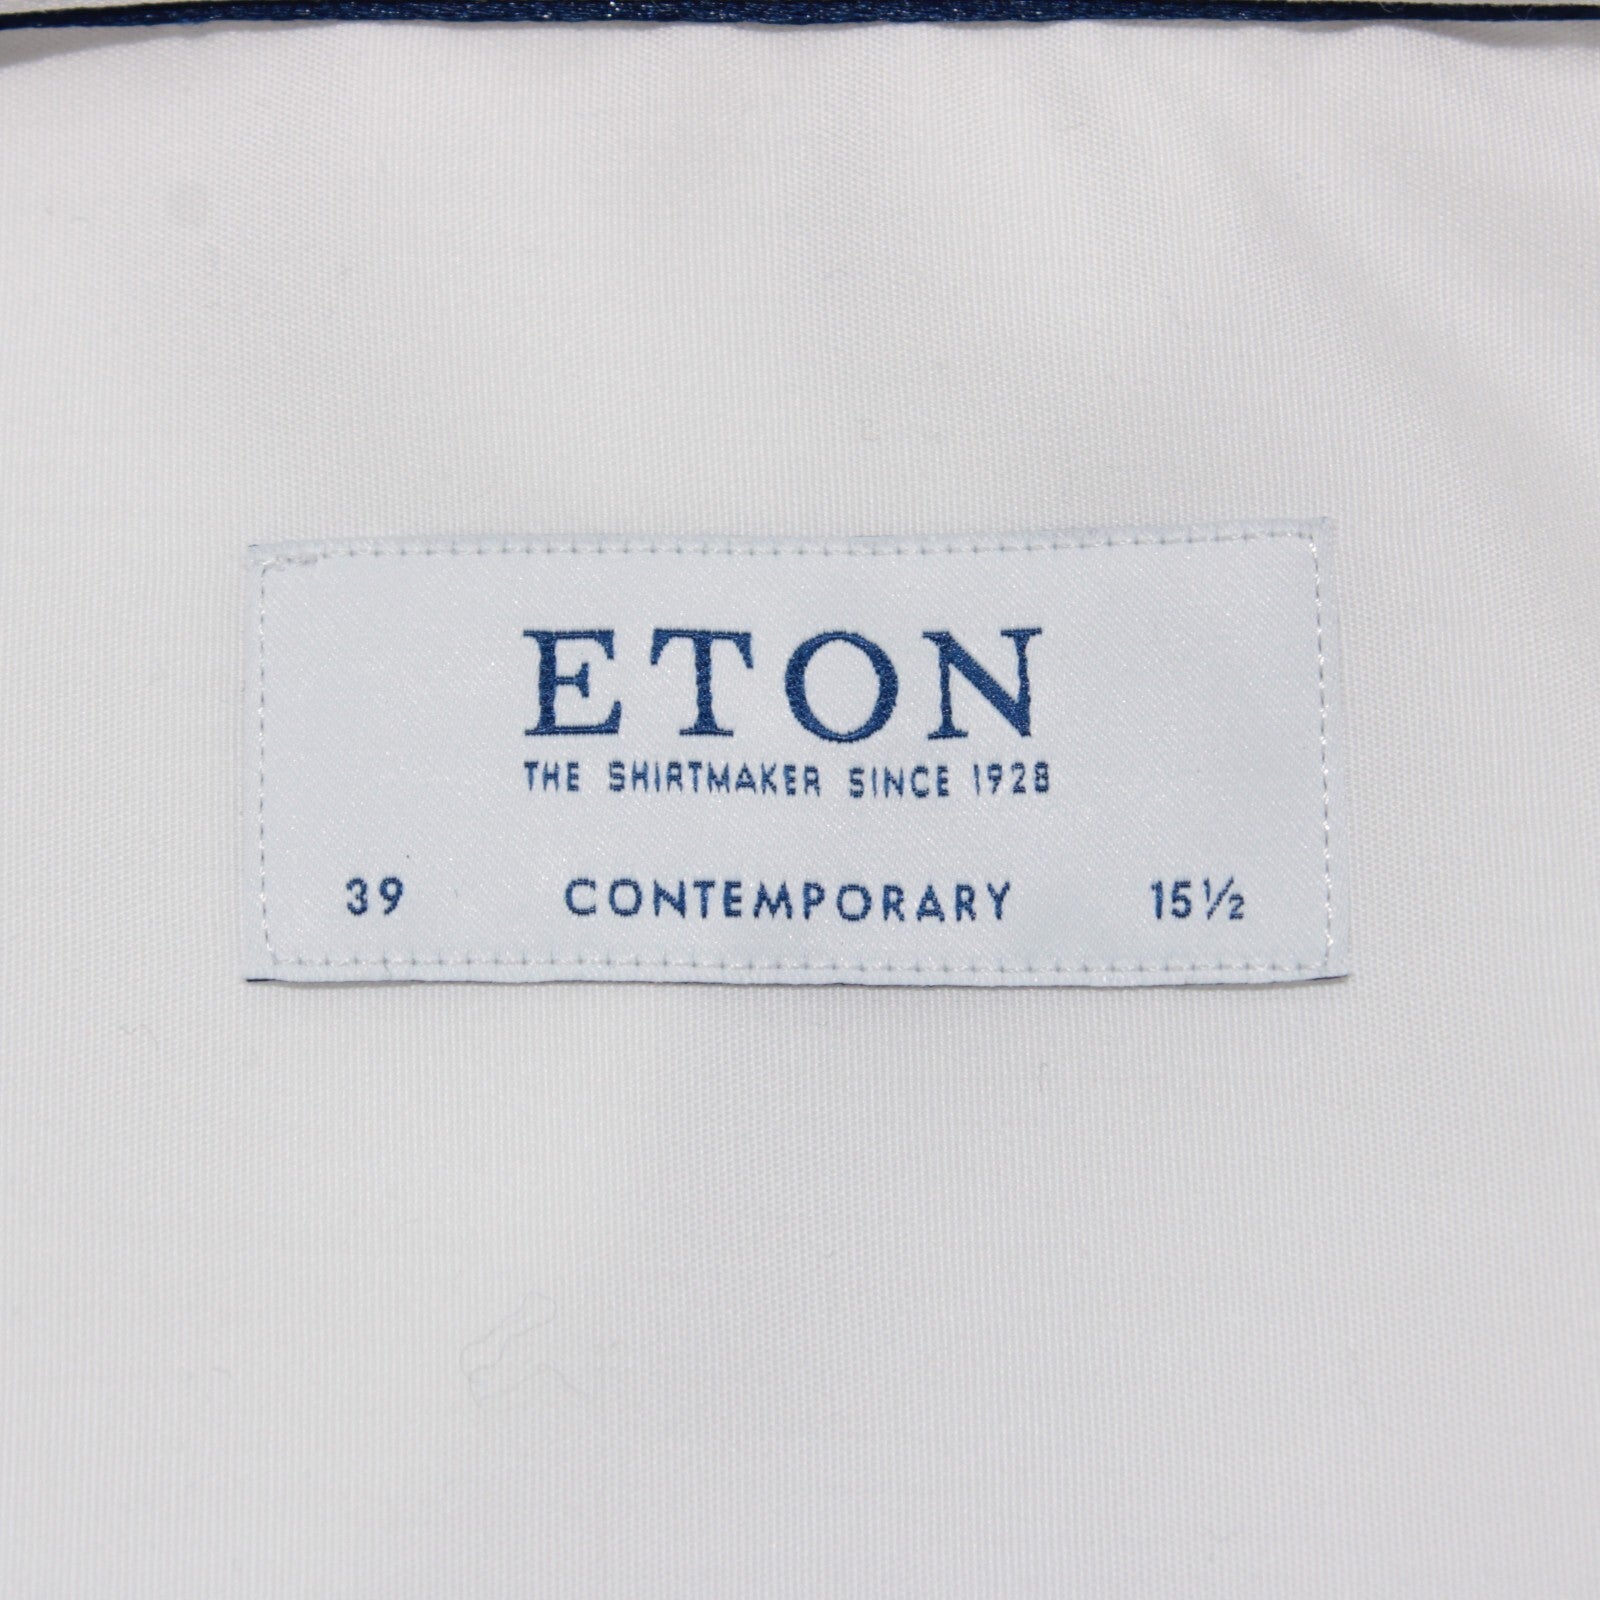 ETON
THE SHIRTMAKER SINCE 1928
39 CONTEMPORARY 15½